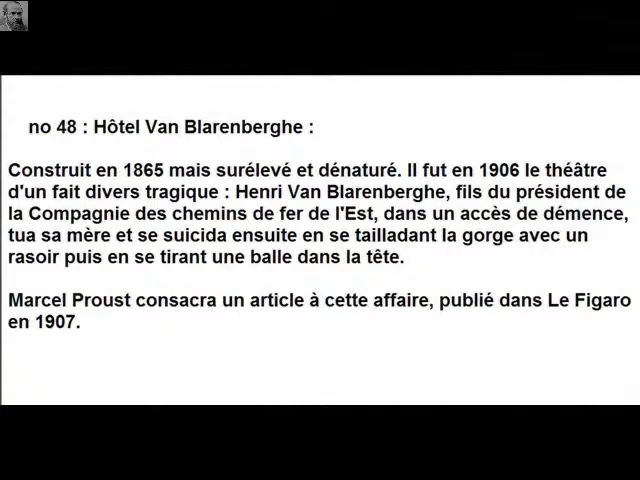 no 48 : Hôtel Van Blarenberghe :
Construit en 1865 mais surélevé et dénaturé. Il fut en 1906 le théâtre
d'un fait divers tragique : Henri Van Blarenberghe, fils du président de
la Compagnie des chemins de fer de l'Est, dans un accès de démence,
tua sa mère et se suicida ensuite en se tailladant la gorge avec un
rasoir puis en se tirant une balle dans la tête.
Marcel Proust consacra un article à cette affaire, publié dans Le Figaro
en 1907.